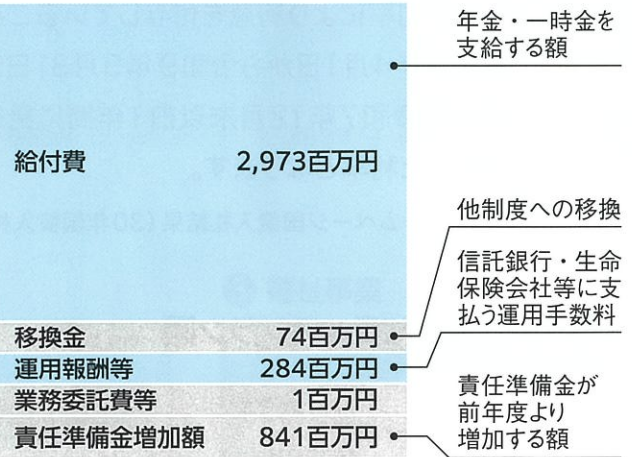 年金・一時金を
支給する額
給付費 2,973百万円
他制度への移換
信託銀行・生命
保険会社等に支
払う運用手数料
移換金 74百万円
運用報酬等 284百万円
業務委託費等 1百万円
責任準備金増加額 841百万円
責任準備金が
前年度より
増加する額